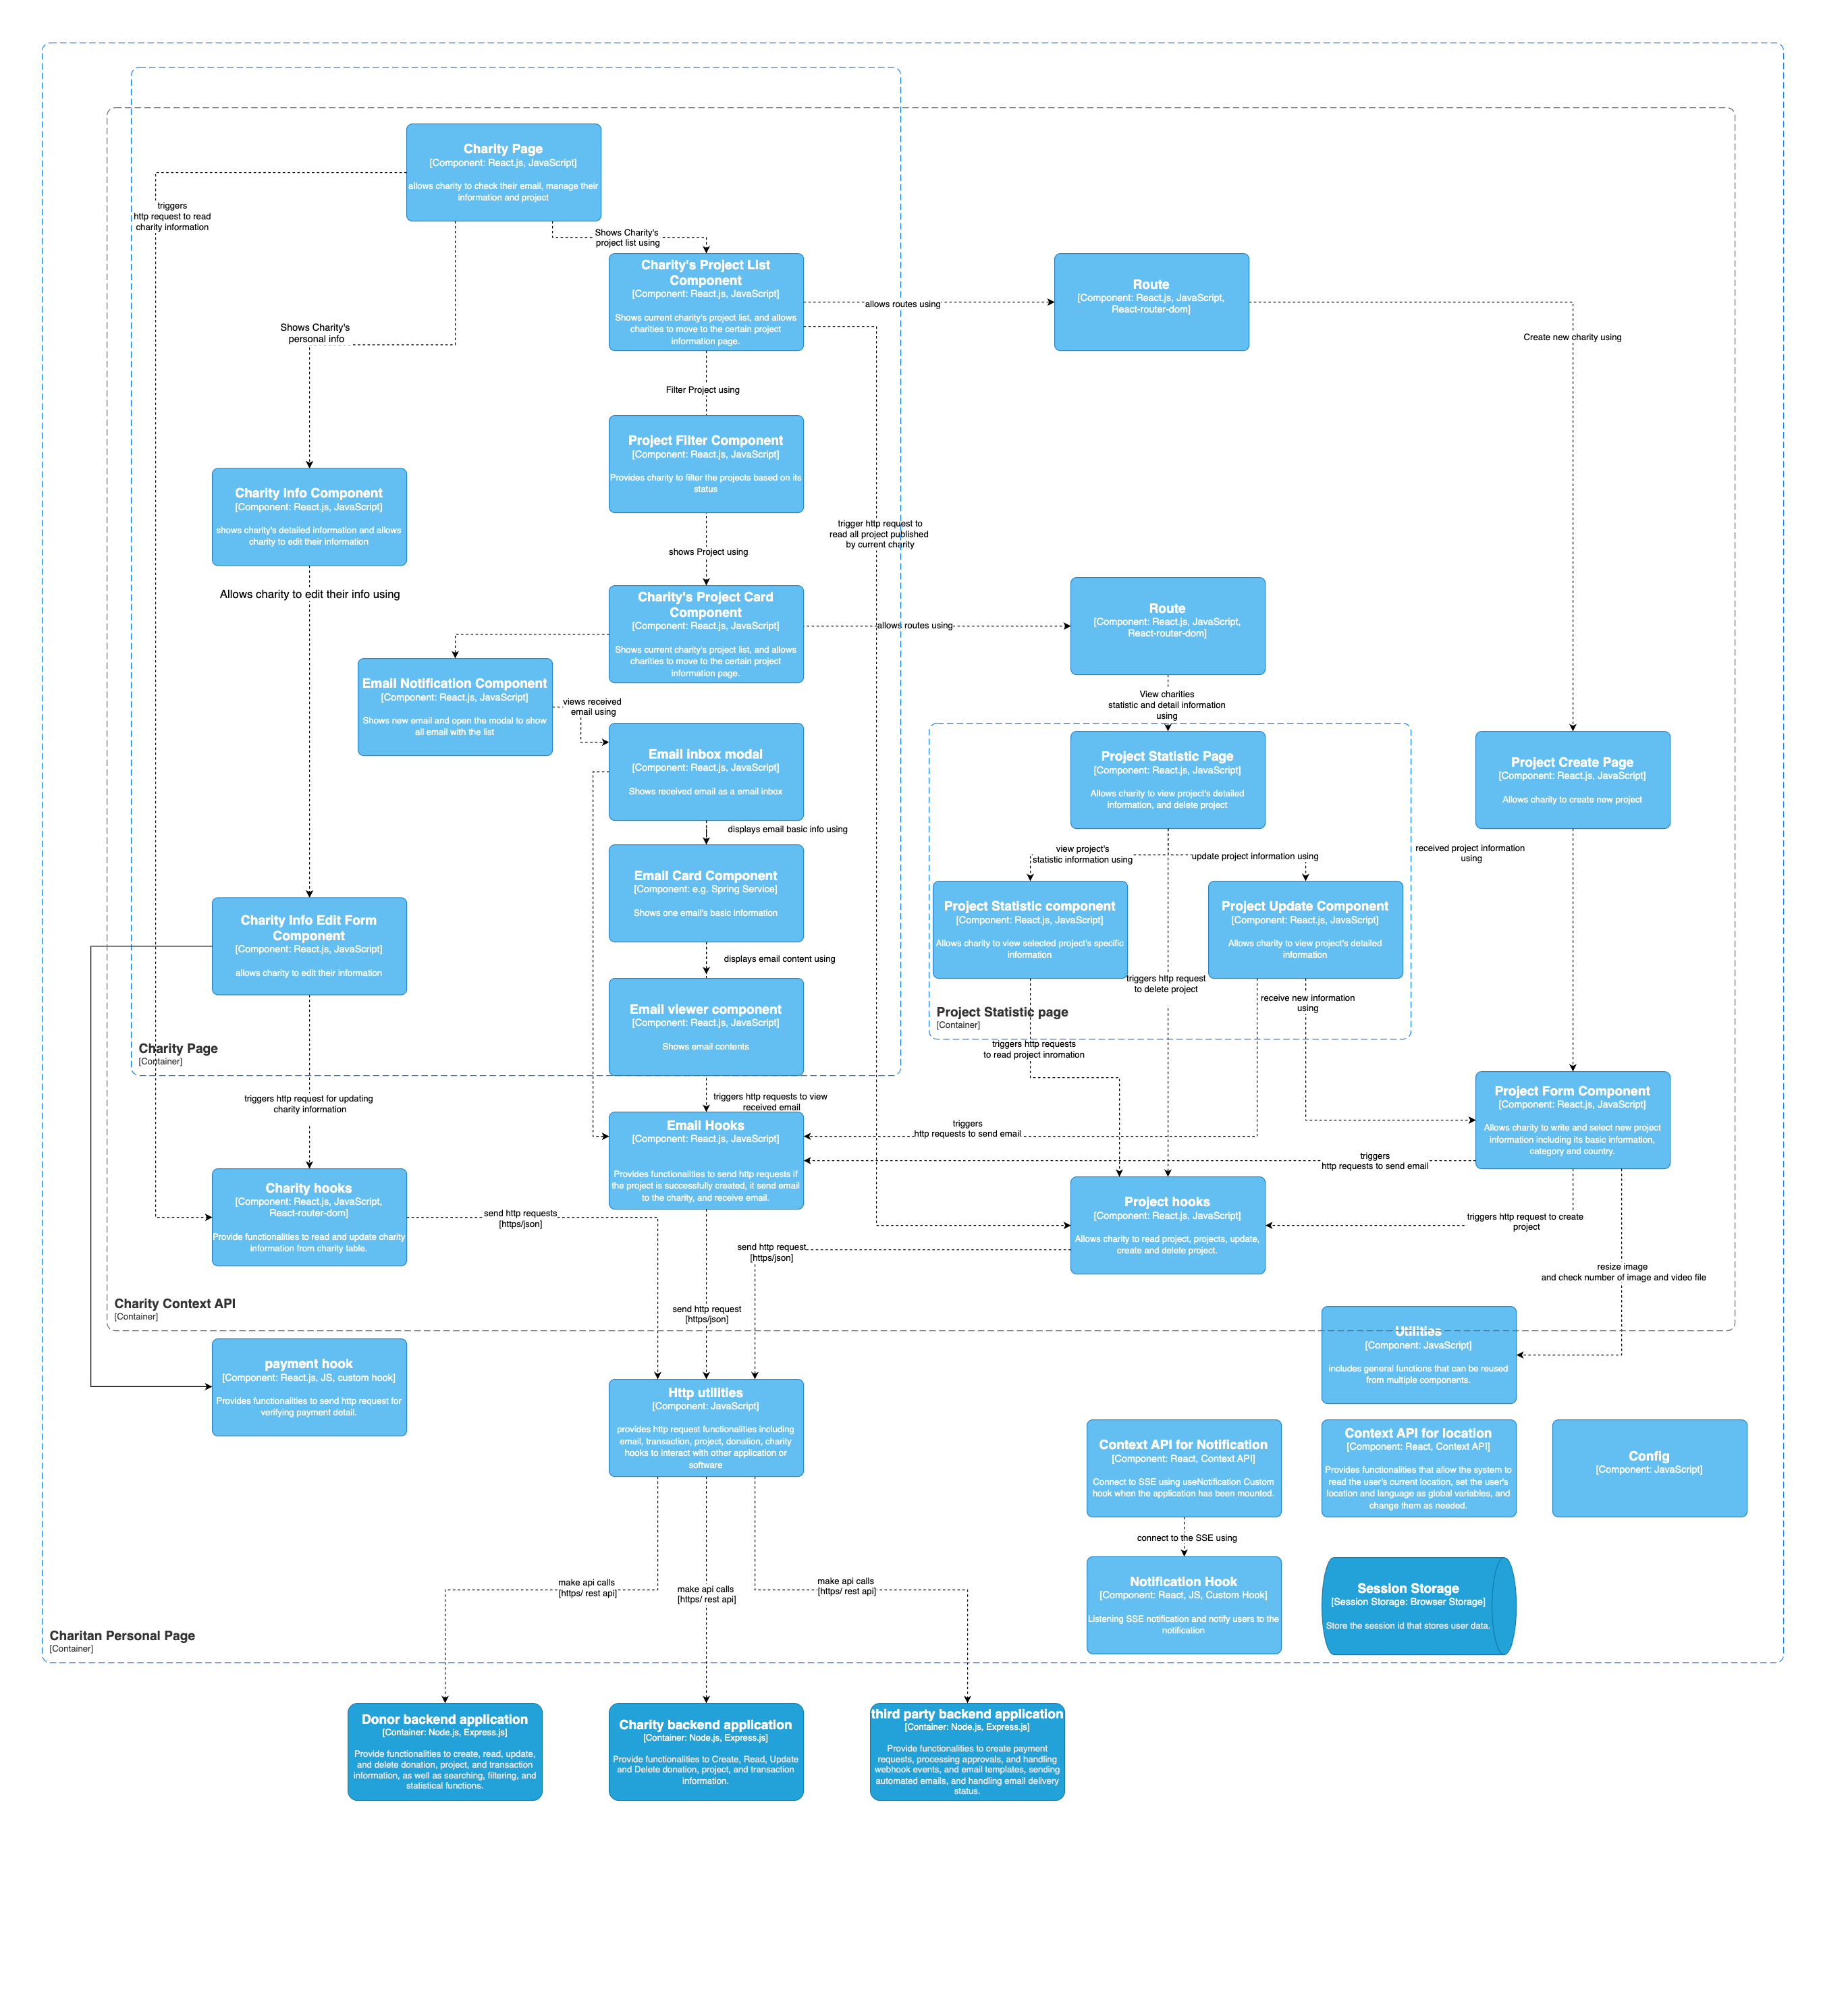 Charity Page
[Component: React.js, JavaScript]
allows charity to check their email, manage their
information and project
triggers
http request to read
charity information
Shows Charity's
project list using
Charity's Project List
Component
[Component: React.js, JavaScript]
Shows current charity's project list, and allows
charities to move to the certain project
information page.
allows routes using
Route
[Component: React.js, JavaScript,
React-router-dom]
Shows Charity's
personal info
Create new charity using
Filter Project using
Project Filter Component
[Component: React.js, JavaScript]
Provides charity to filter the projects based on its
status
Charity Info Component
[Component: React.js, JavaScript]
shows charity's detailed information and allows
charity to edit their information
trigger http request to
read all project published
by current charity
shows Project using
Allows charity to edit their info using
Charity's Project Card
Component
[Component: React.js, JavaScript]
Shows current charity's project list, and allows
charities to move to the certain project
information page.
allows routes using
Route
[Component: React.js, JavaScript,
React-router-dom]
Email Notification Component
[Component: React.js, JavaScript]
Shows new email and open the modal to show
all email with the list
views received
email using
View charities
statistic and detail information
using
Email inbox modal
[Component: React.js, JavaScript]
Shows received email as a email inbox
Project Statistic Page
[Component: React.js, JavaScript]
Allows charity to view project's detailed
information, and delete project
Project Create Page
[Component: React.js, JavaScript]
Allows charity to create new project
displays email basic info using
view project's
statistic information using
update project information using
received project information
using
Email Card Component
[Component: e.g. Spring Service]
Shows one email's basic information
Project Statistic component
[Component: React.js, JavaScript]
Allows charity to view selected project's specific
information
Project Update Component
[Component: React.js, JavaScript]
Allows charity to view project's detailed
information
Charity Info Edit Form
Component
[Component: React.js, JavaScript]
allows charity to edit their information
displays email content using
triggers http request
to delete project
receive new information
using
Email viewer component
[Component: React.js, JavaScript]
Shows email contents
Project Statistic page
[Container]
Charity Page
[Container]
triggers http requests
to read project inromation
triggers http request for updating
charity information
triggers http requests to view
received email
Project Form Component
[Component: React.js, JavaScript]
Allows charity to write and select new project
information including its basic information,
category and country.
Email Hooks
[Component: React.js, JavaScript]
Provides functionalities to send http requests if
the project is successfully created, it send email
to the charity, and receive email.
triggers
http requests to send email
triggers
http requests to send email
Charity hooks
[Component: React.js, JavaScript,
React-router-dom]
Provide functionalities to read and update charity
information from charity table.
Project hooks
[Component: React.js, JavaScript]
Allows charity to read project, projects, update,
create and delete project.
send http requests
[https/json]
triggers http request to create
project
send http request
[https/json]
resize image
and check number of image and video file
Charity Context API
[Container]
send http request
[https/json]
Utilities
[Component: JavaScript]
includes general functions that can be reused
from multiple components.
payment hook
[Component: React.js, JS, custom hook]
Provides functionalities to send http request for
verifying payment detail.
Http utilities
[Component: JavaScript]
provides http request functionalities including
email, transaction, project, donation, charity
hooks to interact with other application or
software
Context API for Notification
[Component: React, Context API]
Connect to SSE using useNotification Custom
hook when the application has been mounted.
Context API for location
[Component: React, Context API]
Provides functionalities that allow the system to
read the user's current location, set the user's
location and language as global variables, and
change them as needed.
Config
[Component: JavaScript]
connect to the SSE using
Notification Hook
[Component: React, JS, Custom Hook]
Listening SSE notification and notify users to the
notification
Session Storage
[Session Storage: Browser Storage]
Store the session id that stores user data.
make api calls
[https/ rest api]
make api calls
[https/ rest api]
make api calls
[https/ rest api]
Charitan Personal Page
[Container]
Donor backend application
[Container: Node.js, Express.js]
Provide functionalities to create, read, update,
and delete donation, project, and transaction
information, as well as searching, filtering, and
statistical functions.
Charity backend application
[Container: Node.js, Express.js]
Provide functionalities to Create, Read, Update
and Delete donation, project, and transaction
information.
third party backend application
[Container: Node.js, Express.js]
Provide functionalities to create payment
requests, processing approvals, and handling
webhook events, and email templates, sending
automated emails, and handling email delivery
status.